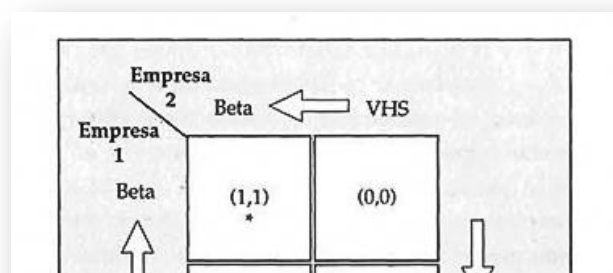 Empresa
2
Beta VHS
Empresa
1
Beta (1,1) (0,0)
*